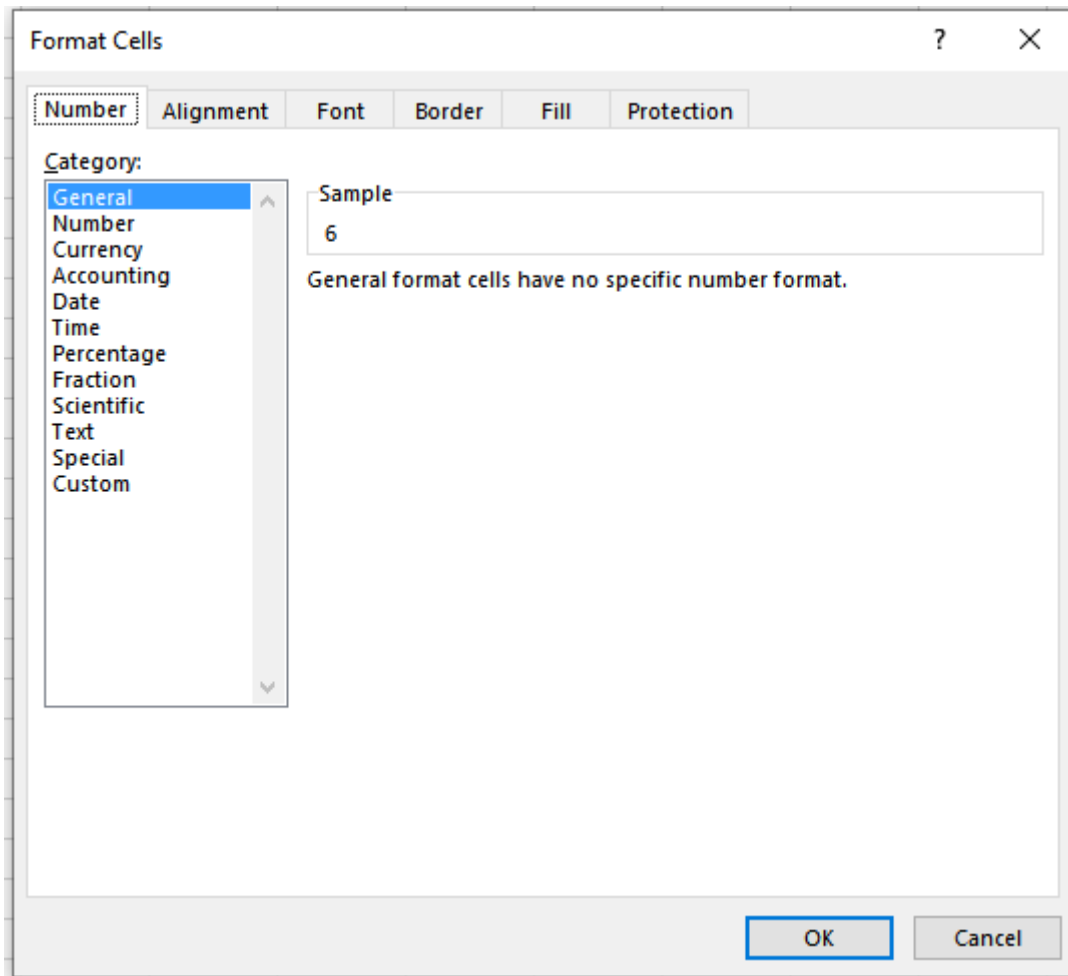 Format Cells ?
Number Alignment Font Border Fill Protection
Category:
General
Number
Currency
Accounting
Date
Time
Percentage
Fraction
Scientific
Text
Special
Custom
Sample
6
General format cells have no specific number format.
OK Cancel